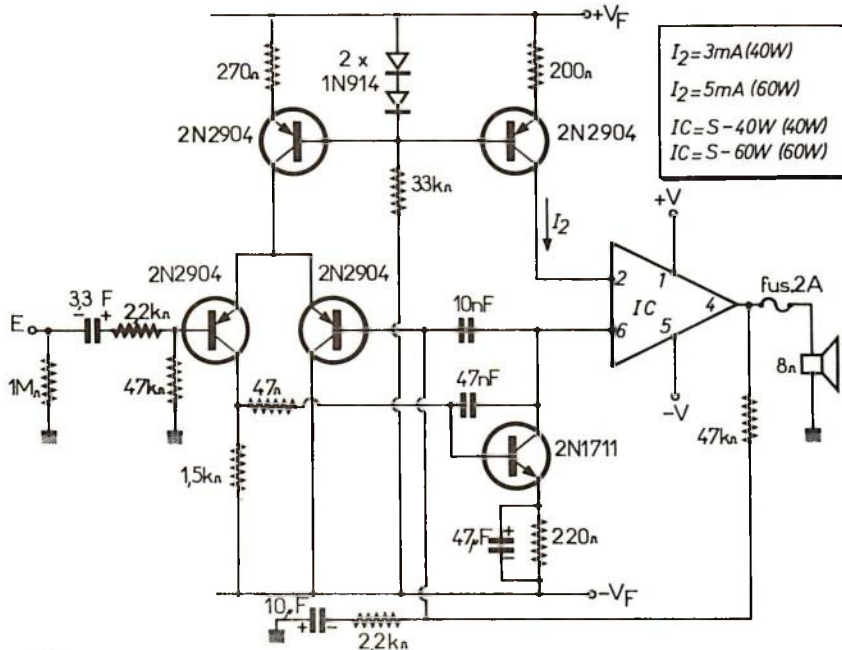 +VF
270Ω
2 x
1N914
200Ω
I2=3mA(40W)
I2=5mA(60W)
IC=S-40W (40W)
IC=S-60W (60W)
2N2904
2N2904
33kΩ
I2
+V
2N2904
2N2904
2
1
IC
4
fus.2A
3,3 F
E
2,2kΩ
10nF
6
5
8Ω
1MΩ
47kΩ
47Ω
47nF
-V
47kΩ
2N1711
1,5kΩ
47µF
220Ω
-VF
10µF
2,2kΩ